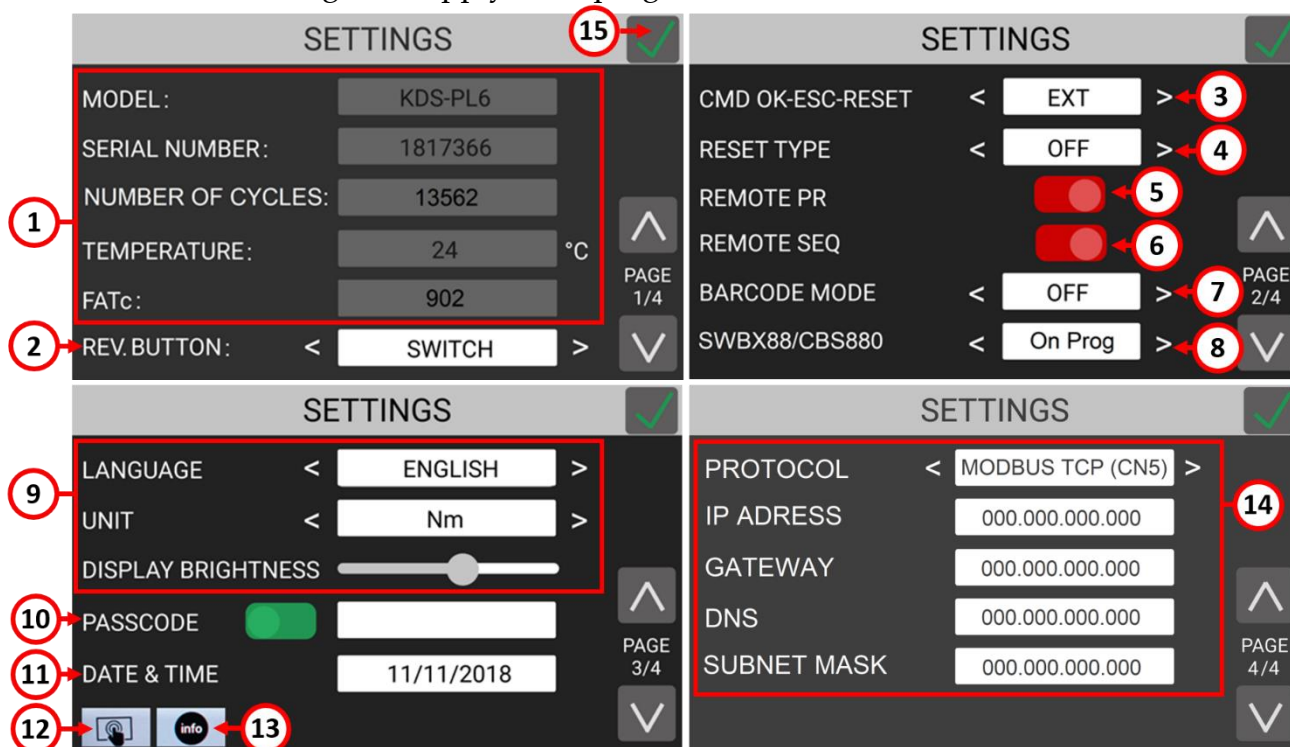 SETTINGS
15
MODEL: KDS-PL6
SERIAL NUMBER: 1817366
NUMBER OF CYCLES: 13562
1
TEMPERATURE: 24 °C
FATc: 902
PAGE
1/4
2
REV. BUTTON: < SWITCH >
SETTINGS
CMD OK-ESC-RESET < EXT > 3
RESET TYPE < OFF > 4
REMOTE PR 5
REMOTE SEQ 6
BARCODE MODE < OFF > 7
PAGE
2/4
SWBX88/CBS880 < On Prog > 8
SETTINGS
9
LANGUAGE < ENGLISH >
UNIT < Nm >
DISPLAY BRIGHTNESS
10 PASSCODE
11 DATE & TIME 11/11/2018
PAGE
3/4
12 info 13
SETTINGS
PROTOCOL < MODBUS TCP (CN5) >
14
IP ADRESS 000.000.000.000
GATEWAY 000.000.000.000
DNS 000.000.000.000
SUBNET MASK 000.000.000.000
PAGE
4/4